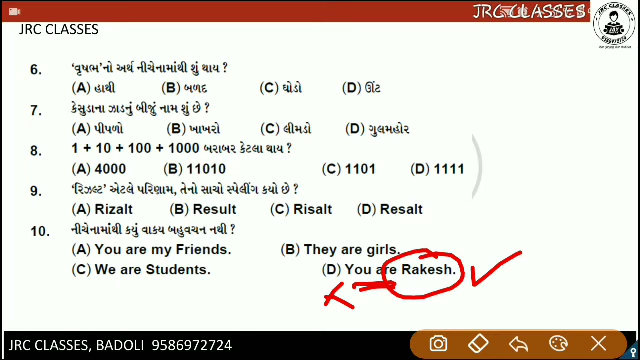 JRC CLASSES
JRC CLASSES
6. 'વૃષભ'નો અર્થ નીચેનામાંથી શું થાય ?
(A) હાથી (B) બળદ (C) ઘોડો (D) ઊંટ
7. કેસુડાના ઝાડનું બીજું નામ શું છે ?
(A) પીપળો (B) ખાખરો (C) લીમડો (D) ગુલમહોર
8. 1 + 10 + 100 + 1000 બરાબર કેટલા થાય ?
(A) 4000 (B) 11010 (C) 1101 (D) 1111
9. 'રિઝલ્ટ' એટલે પરિણામ, તેનો સાચો સ્પેલીંગ કયો છે ?
(A) Rizalt (B) Result (C) Risalt (D) Resalt
10. નીચેનામાંથી કયું વાકય બહુવચન નથી ?
(A) You are my Friends. (B) They are girls.
(C) We are Students. (D) You are Rakesh.
JRC CLASSES, BADOLI 9586972724